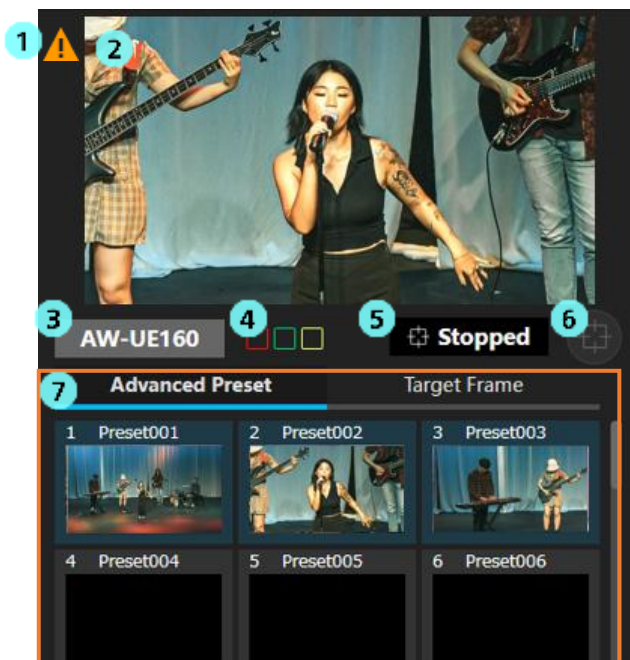 1
2
3
AW-UE160
4
5
Stopped
6
7
Advanced Preset
Target Frame
1 Preset001
2 Preset002
3 Preset003
4 Preset004
5 Preset005
6 Preset006